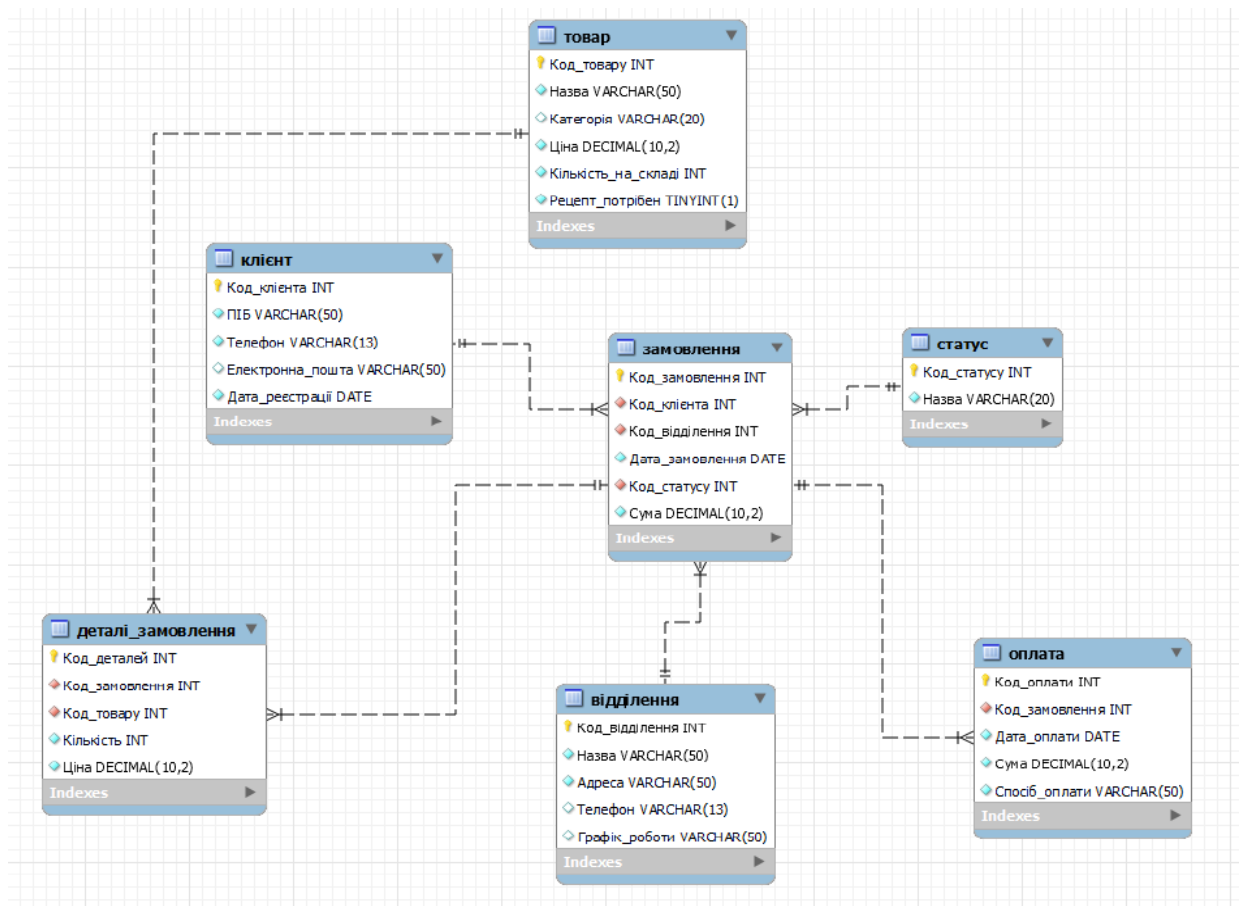 товар
Код_товару INT
Назва VARCHAR(50)
Категорія VARCHAR(20)
Ціна DECIMAL(10,2)
Кількість_на_складі INT
Рецепт_потрібен TINYINT(1)
Indexes
клієнт
Код_клієнта INT
ПІБ VARCHAR(50)
Телефон VARCHAR(13)
Електронна_пошта VARCHAR(50)
Дата_реєстрації DATE
Indexes
замовлення
Код_замовлення INT
Код_клієнта INT
Код_відділення INT
Дата_замовлення DATE
Код_статусу INT
Сума DECIMAL(10,2)
Indexes
статус
Код_статусу INT
Назва VARCHAR(20)
Indexes
деталі_замовлення
Код_деталей INT
Код_замовлення INT
Код_товару INT
Кількість INT
Ціна DECIMAL(10,2)
Indexes
відділення
Код_відділення INT
Назва VARCHAR(50)
Адреса VARCHAR(50)
Телефон VARCHAR(13)
Графік_роботи VARCHAR(50)
Indexes
оплата
Код_оплати INT
Код_замовлення INT
Дата_оплати DATE
Сума DECIMAL(10,2)
Спосіб_оплати VARCHAR(50)
Indexes